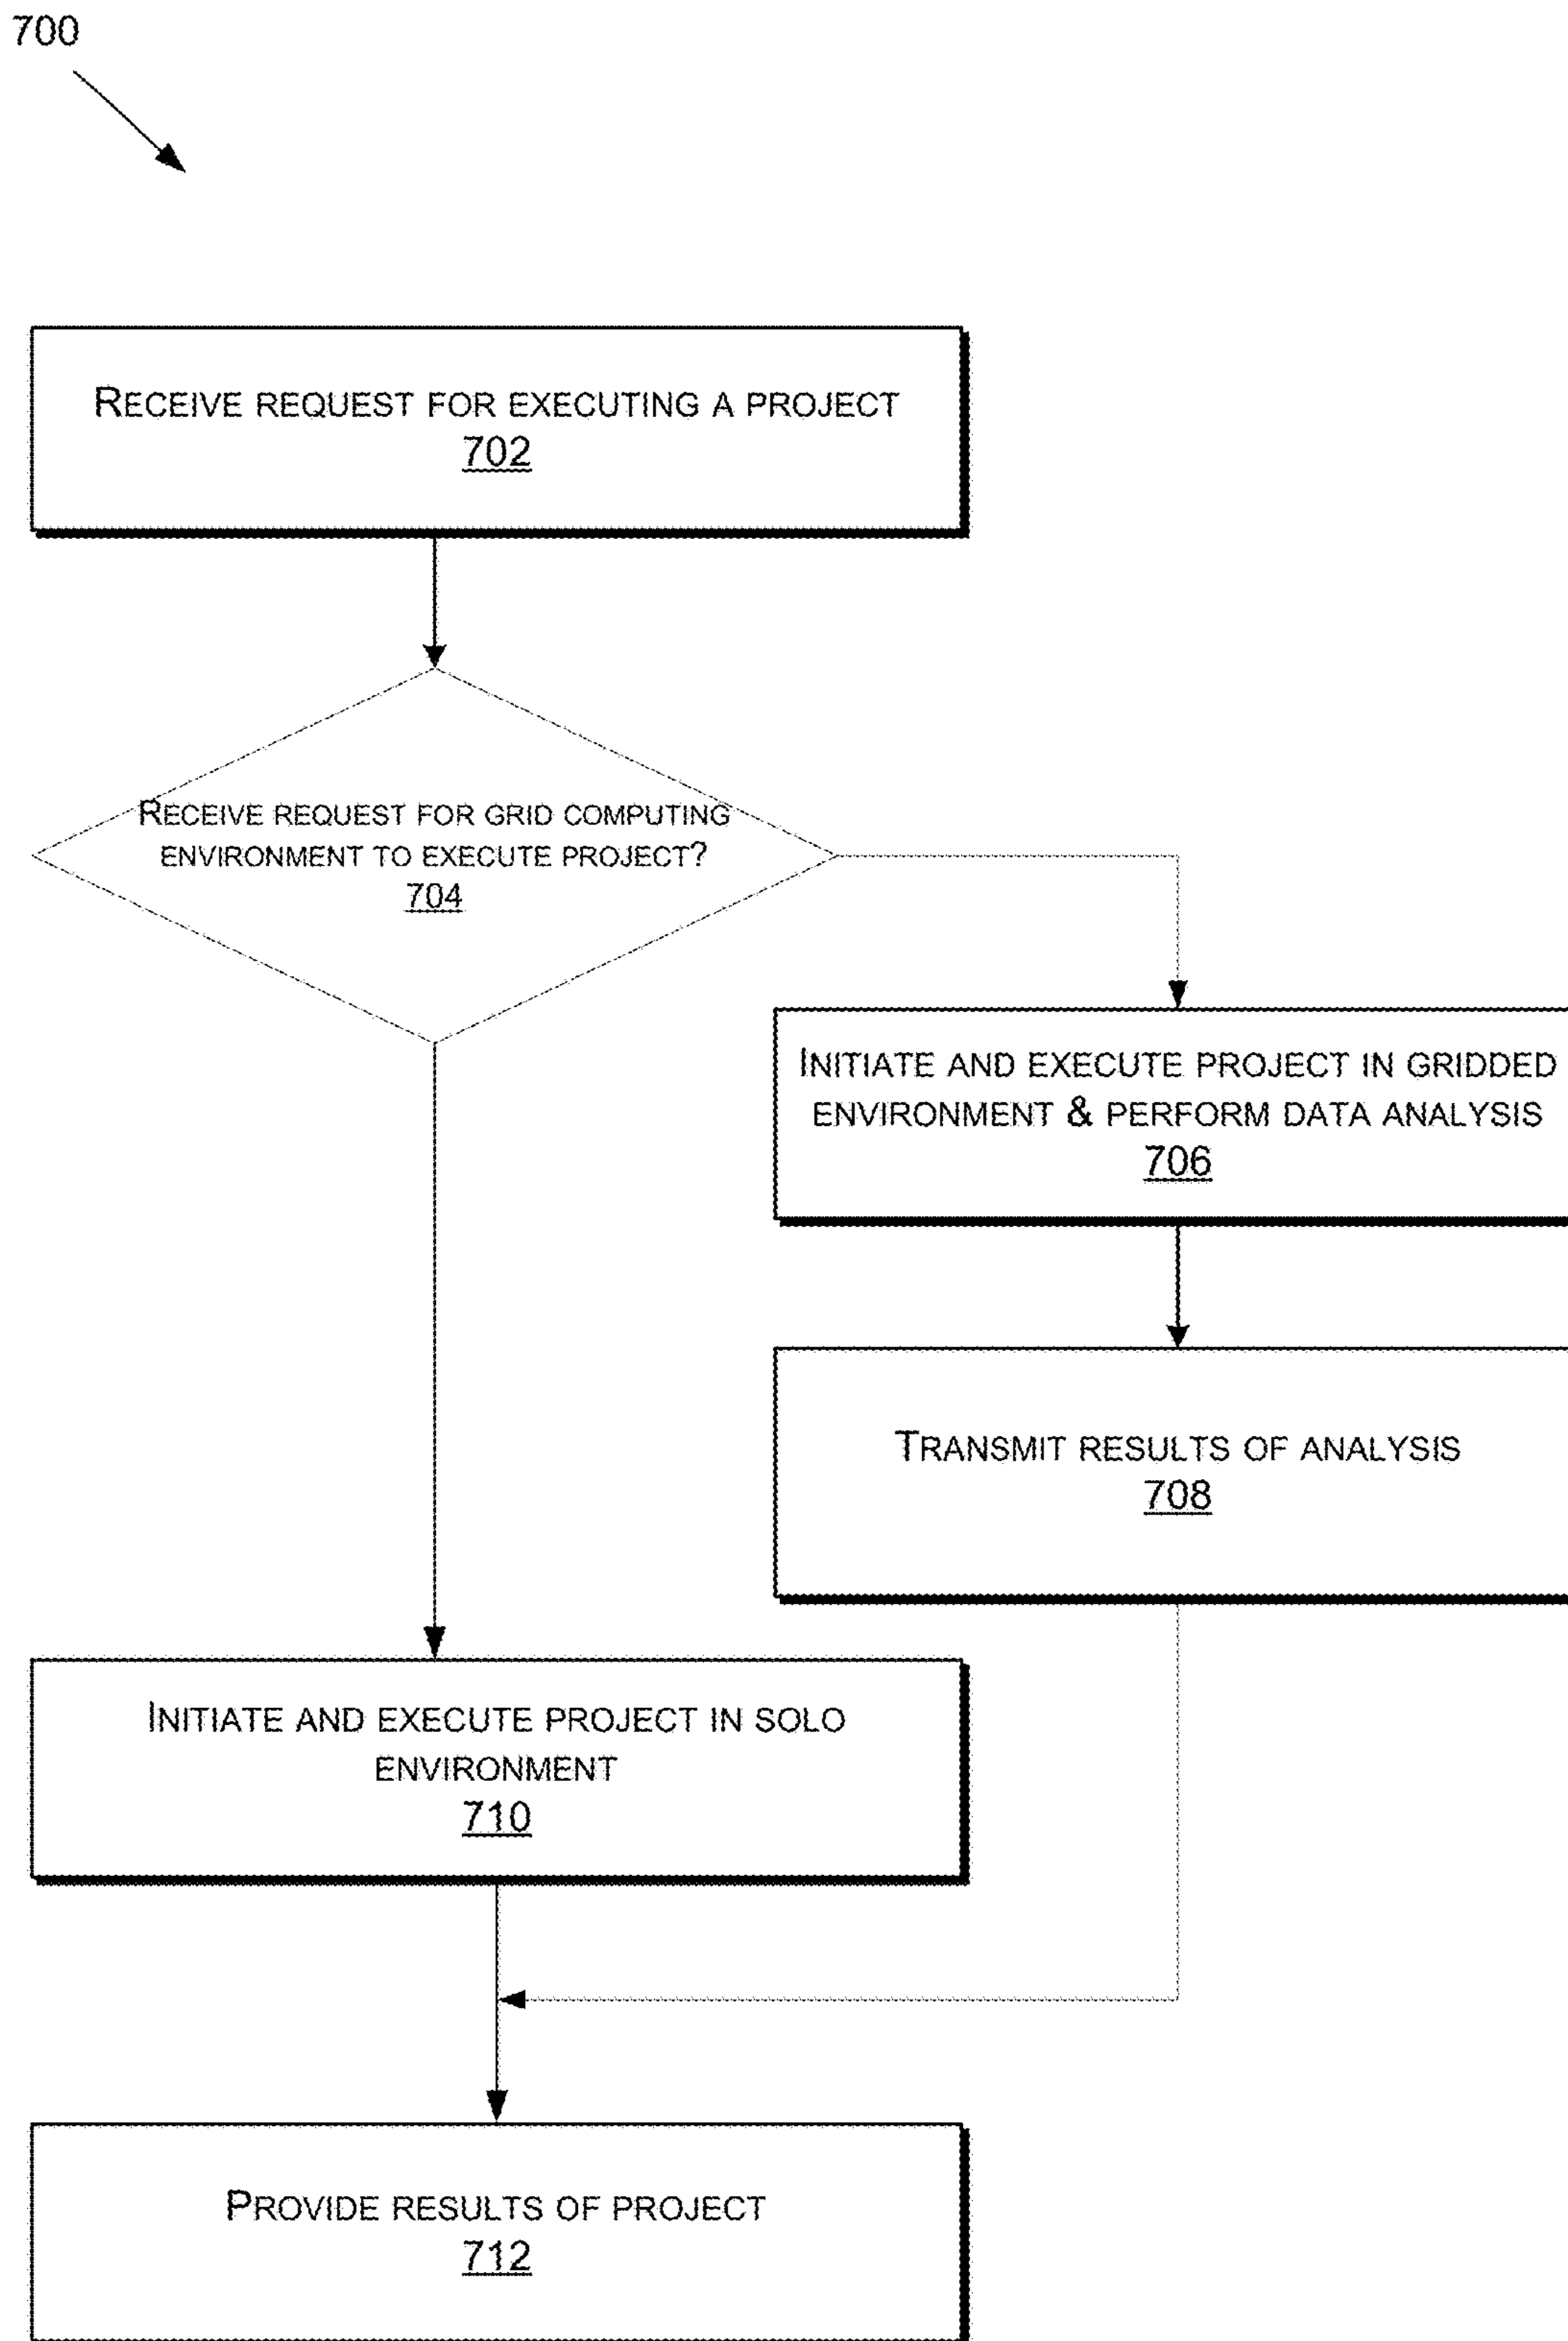 700
Receive request for executing a project
702
Receive request for grid computing
environment to execute project?
704
Initiate and execute project in gridded
environment & perform data analysis
706
Transmit results of analysis
708
Initiate and execute project in solo
environment
710
Provide results of project
712